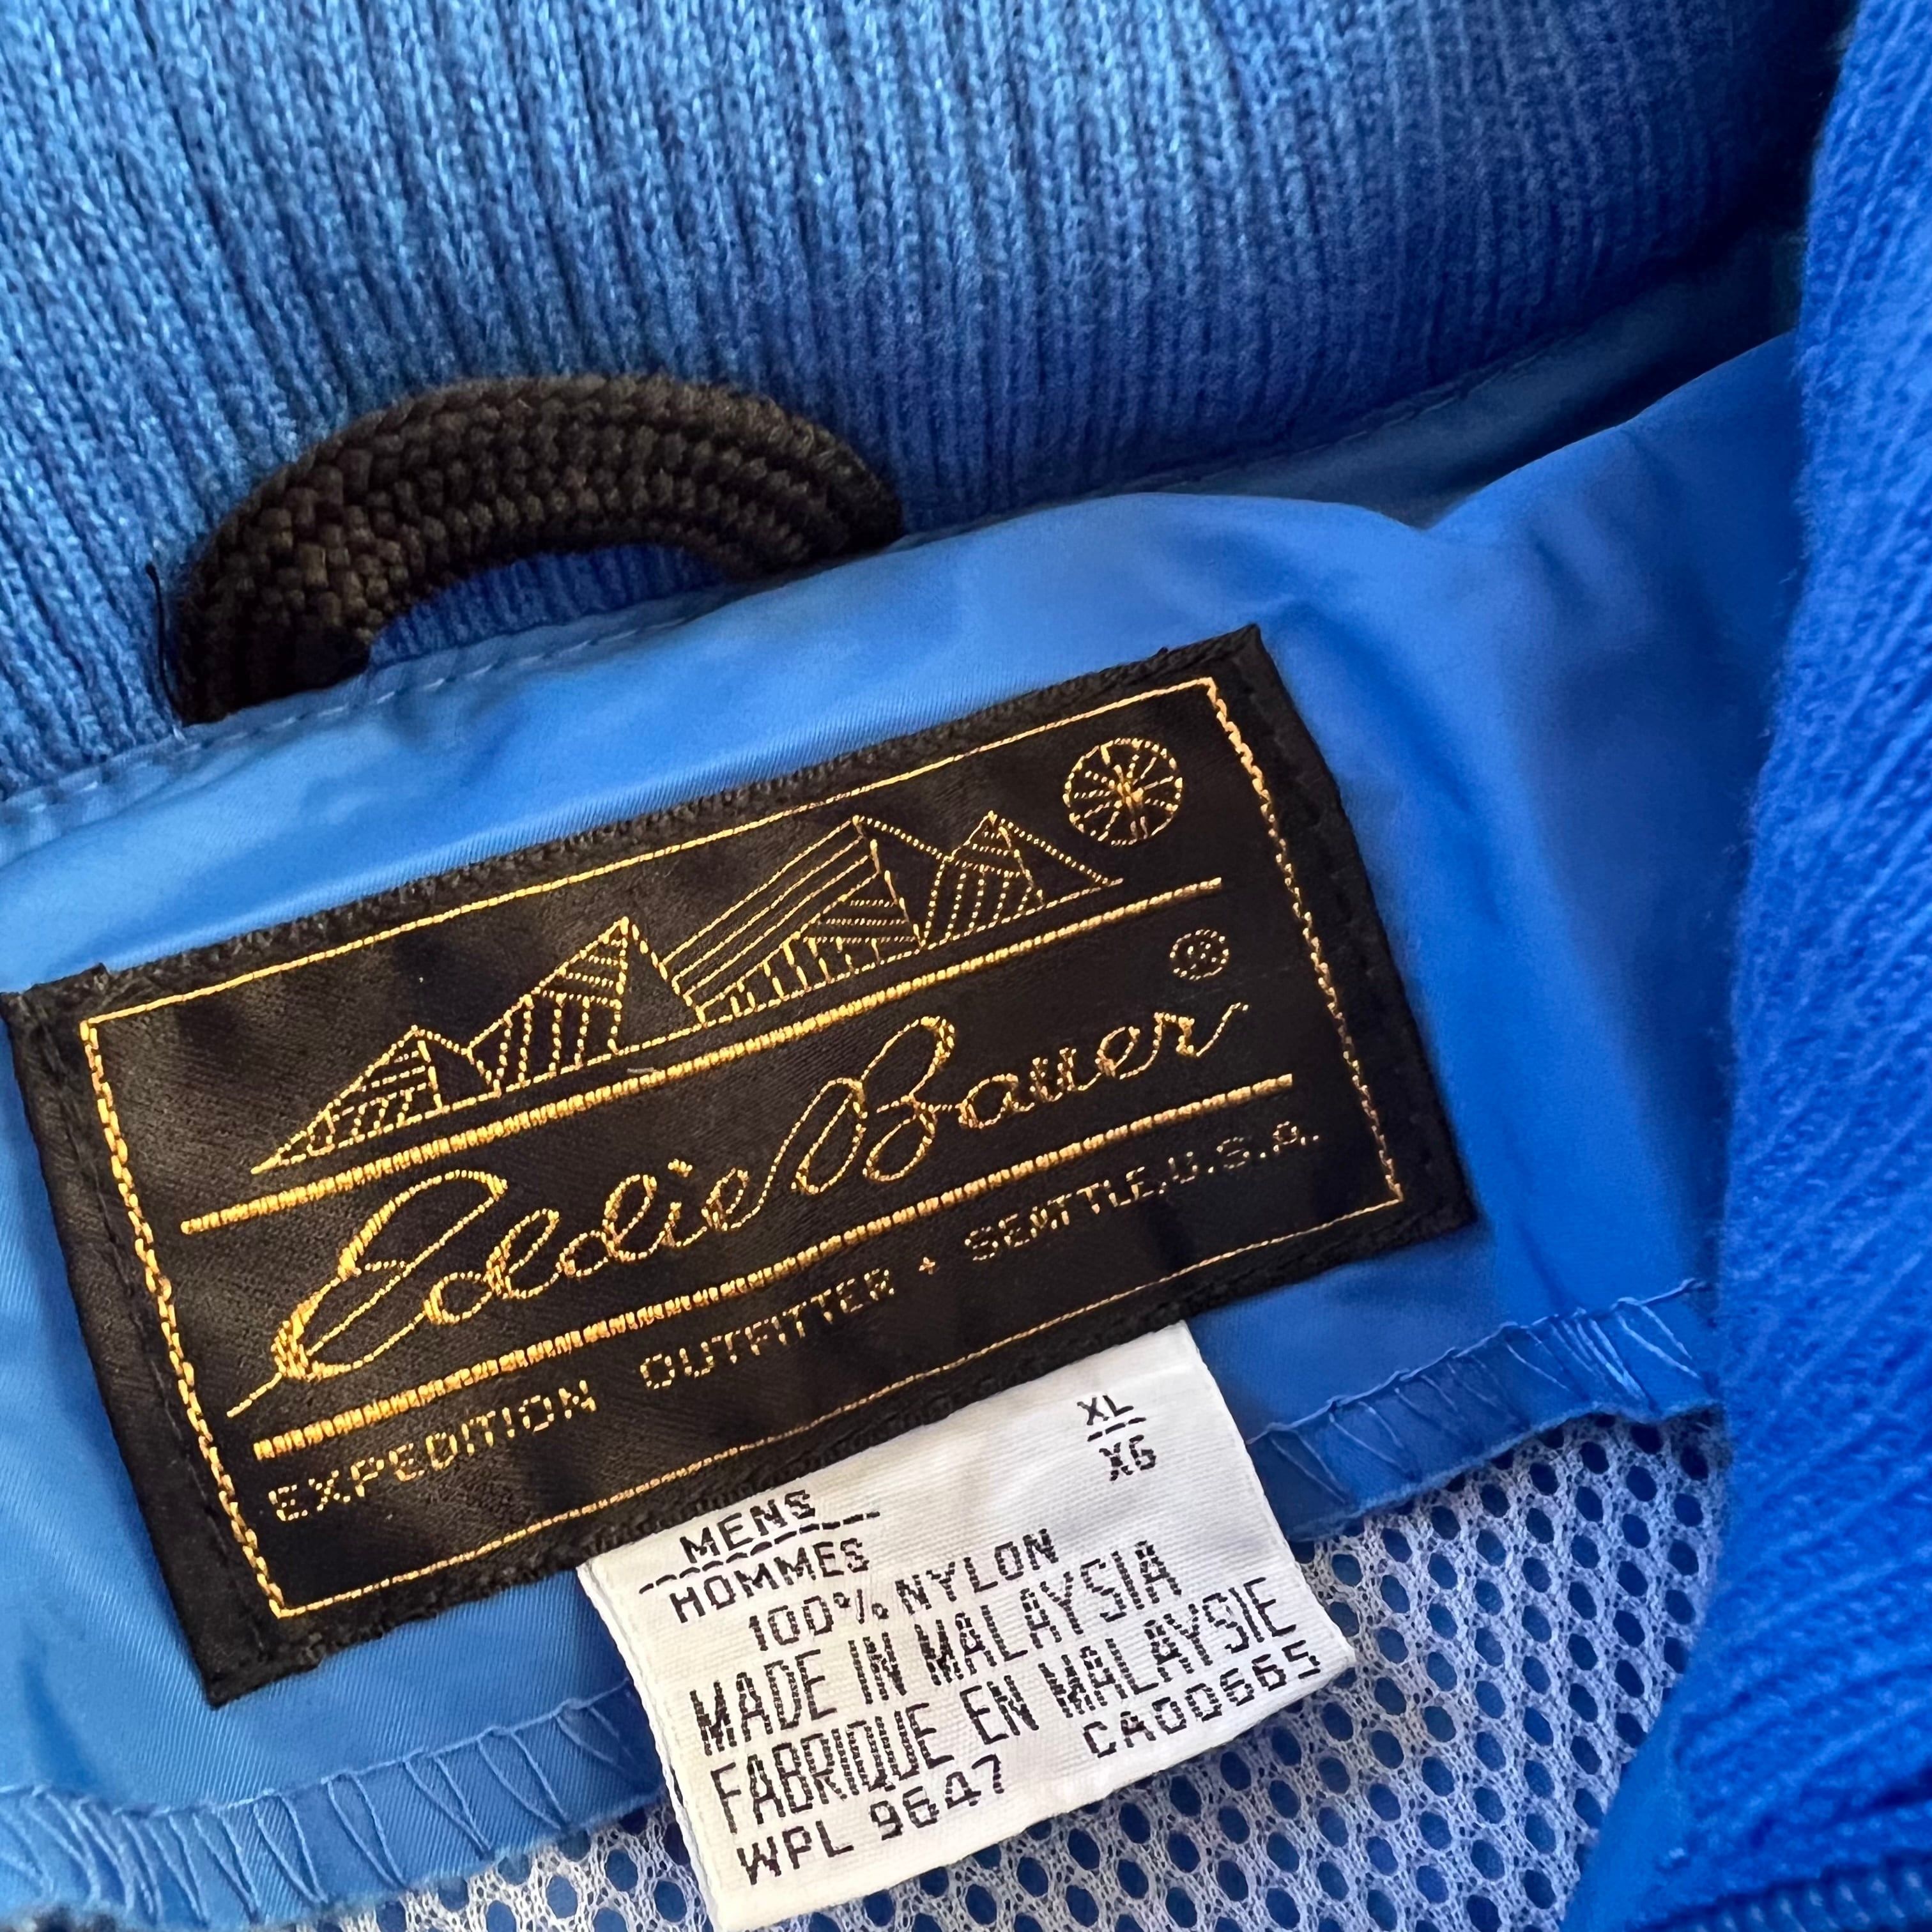 Eddie Bauer ®
EXPEDITION OUTFITTER + SEATTLE, U.S.A.
XL
XG
MENS
HOMMES
100% NYLON
MADE IN MALAYSIA
FABRIQUE EN MALAYSIE
WPL 9647 CA00665